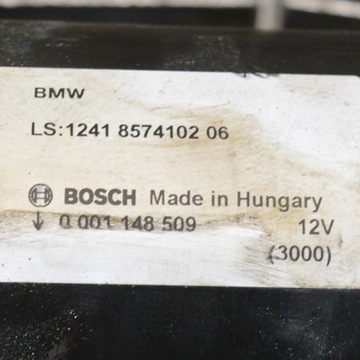 BMW
LS:1241 8574102 06
BOSCH Made in Hungary
↓ 0 001 148 509 12V
(3000)